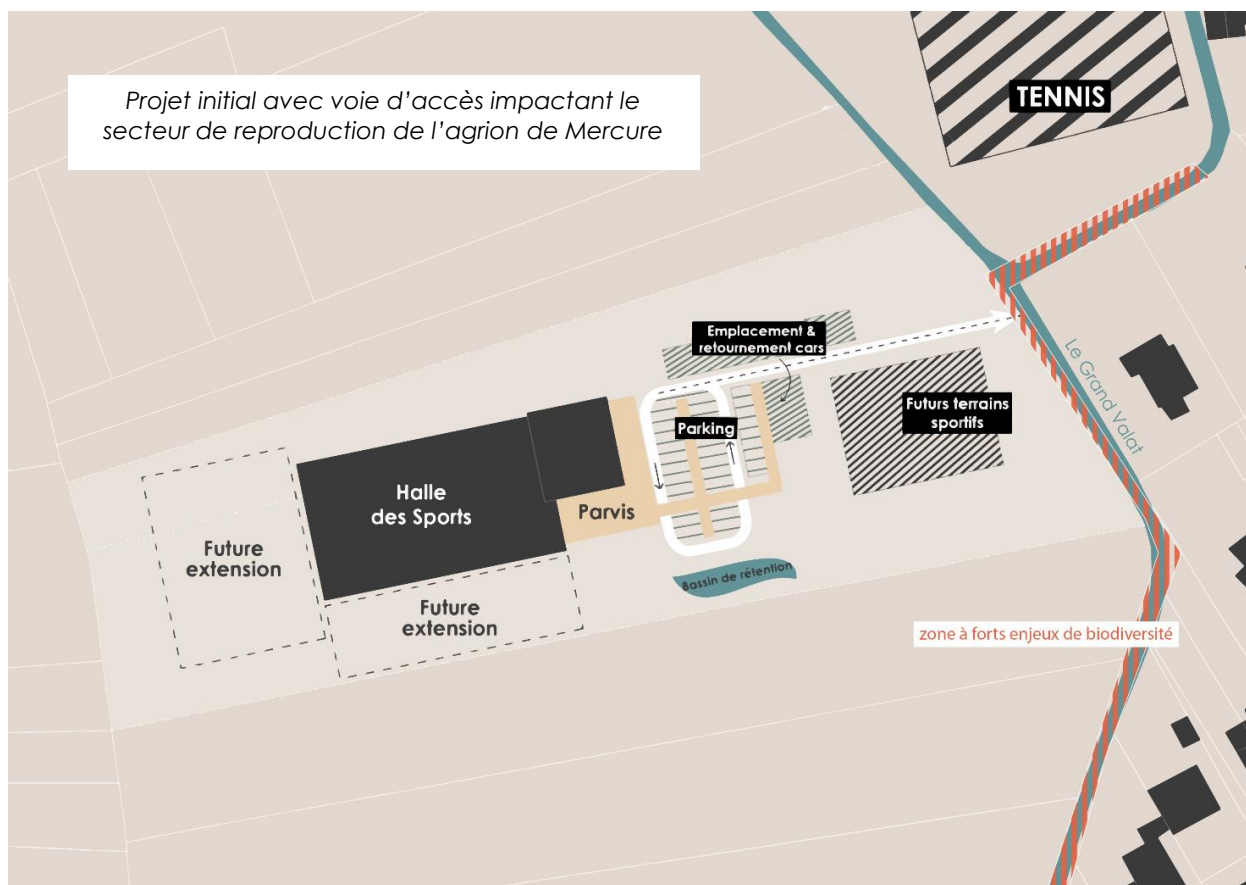 Projet initial avec voie d’accès impactant le
secteur de reproduction de l’agrion de Mercure
TENNIS
Emplacement &
retournement cars
Parking
Futurs terrains
sportifs
Le Grand Valat
Halle
des Sports
Parvis
Future
extension
Future
extension
Bassin de rétention
zone à forts enjeux de biodiversité